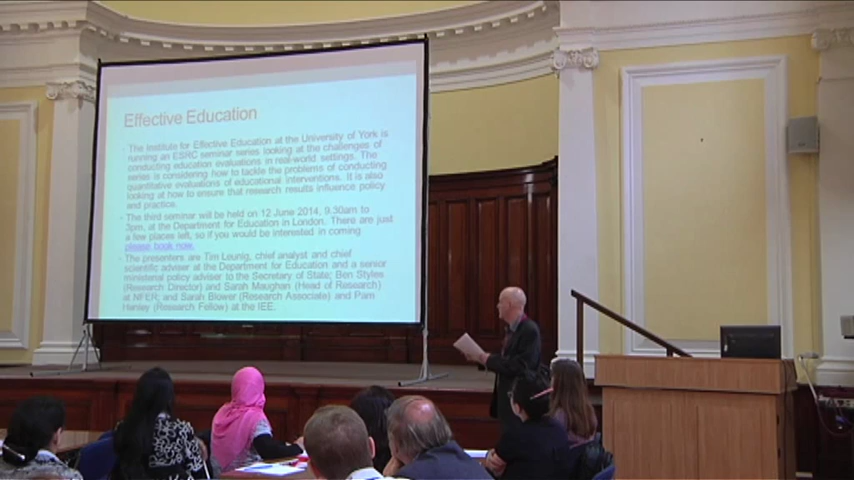 Effective Education
The Institute for Effective Education at the University of York is
running an ESRC seminar series looking at the challenges of
conducting education evaluations in real-world settings. The
series is considering how to tackle the problems of conducting
quantitative evaluations of educational interventions. It is also
looking at how to ensure that research results influence policy
and practice.
The third seminar will be held on 12 June 2014, 9.30am to
3pm, at the Department for Education in London. There are just
a few places left, so if you would be interested in coming
please book now.
The presenters are Tim Leunig, chief analyst and chief
scientific adviser at the Department for Education and a senior
ministerial policy adviser to the Secretary of State; Ben Styles
(Research Director) and Sarah Maughan (Head of Research)
at NFER; and Sarah Blower (Research Associate) and Pam
Hanley (Research Fellow) at the IEE.